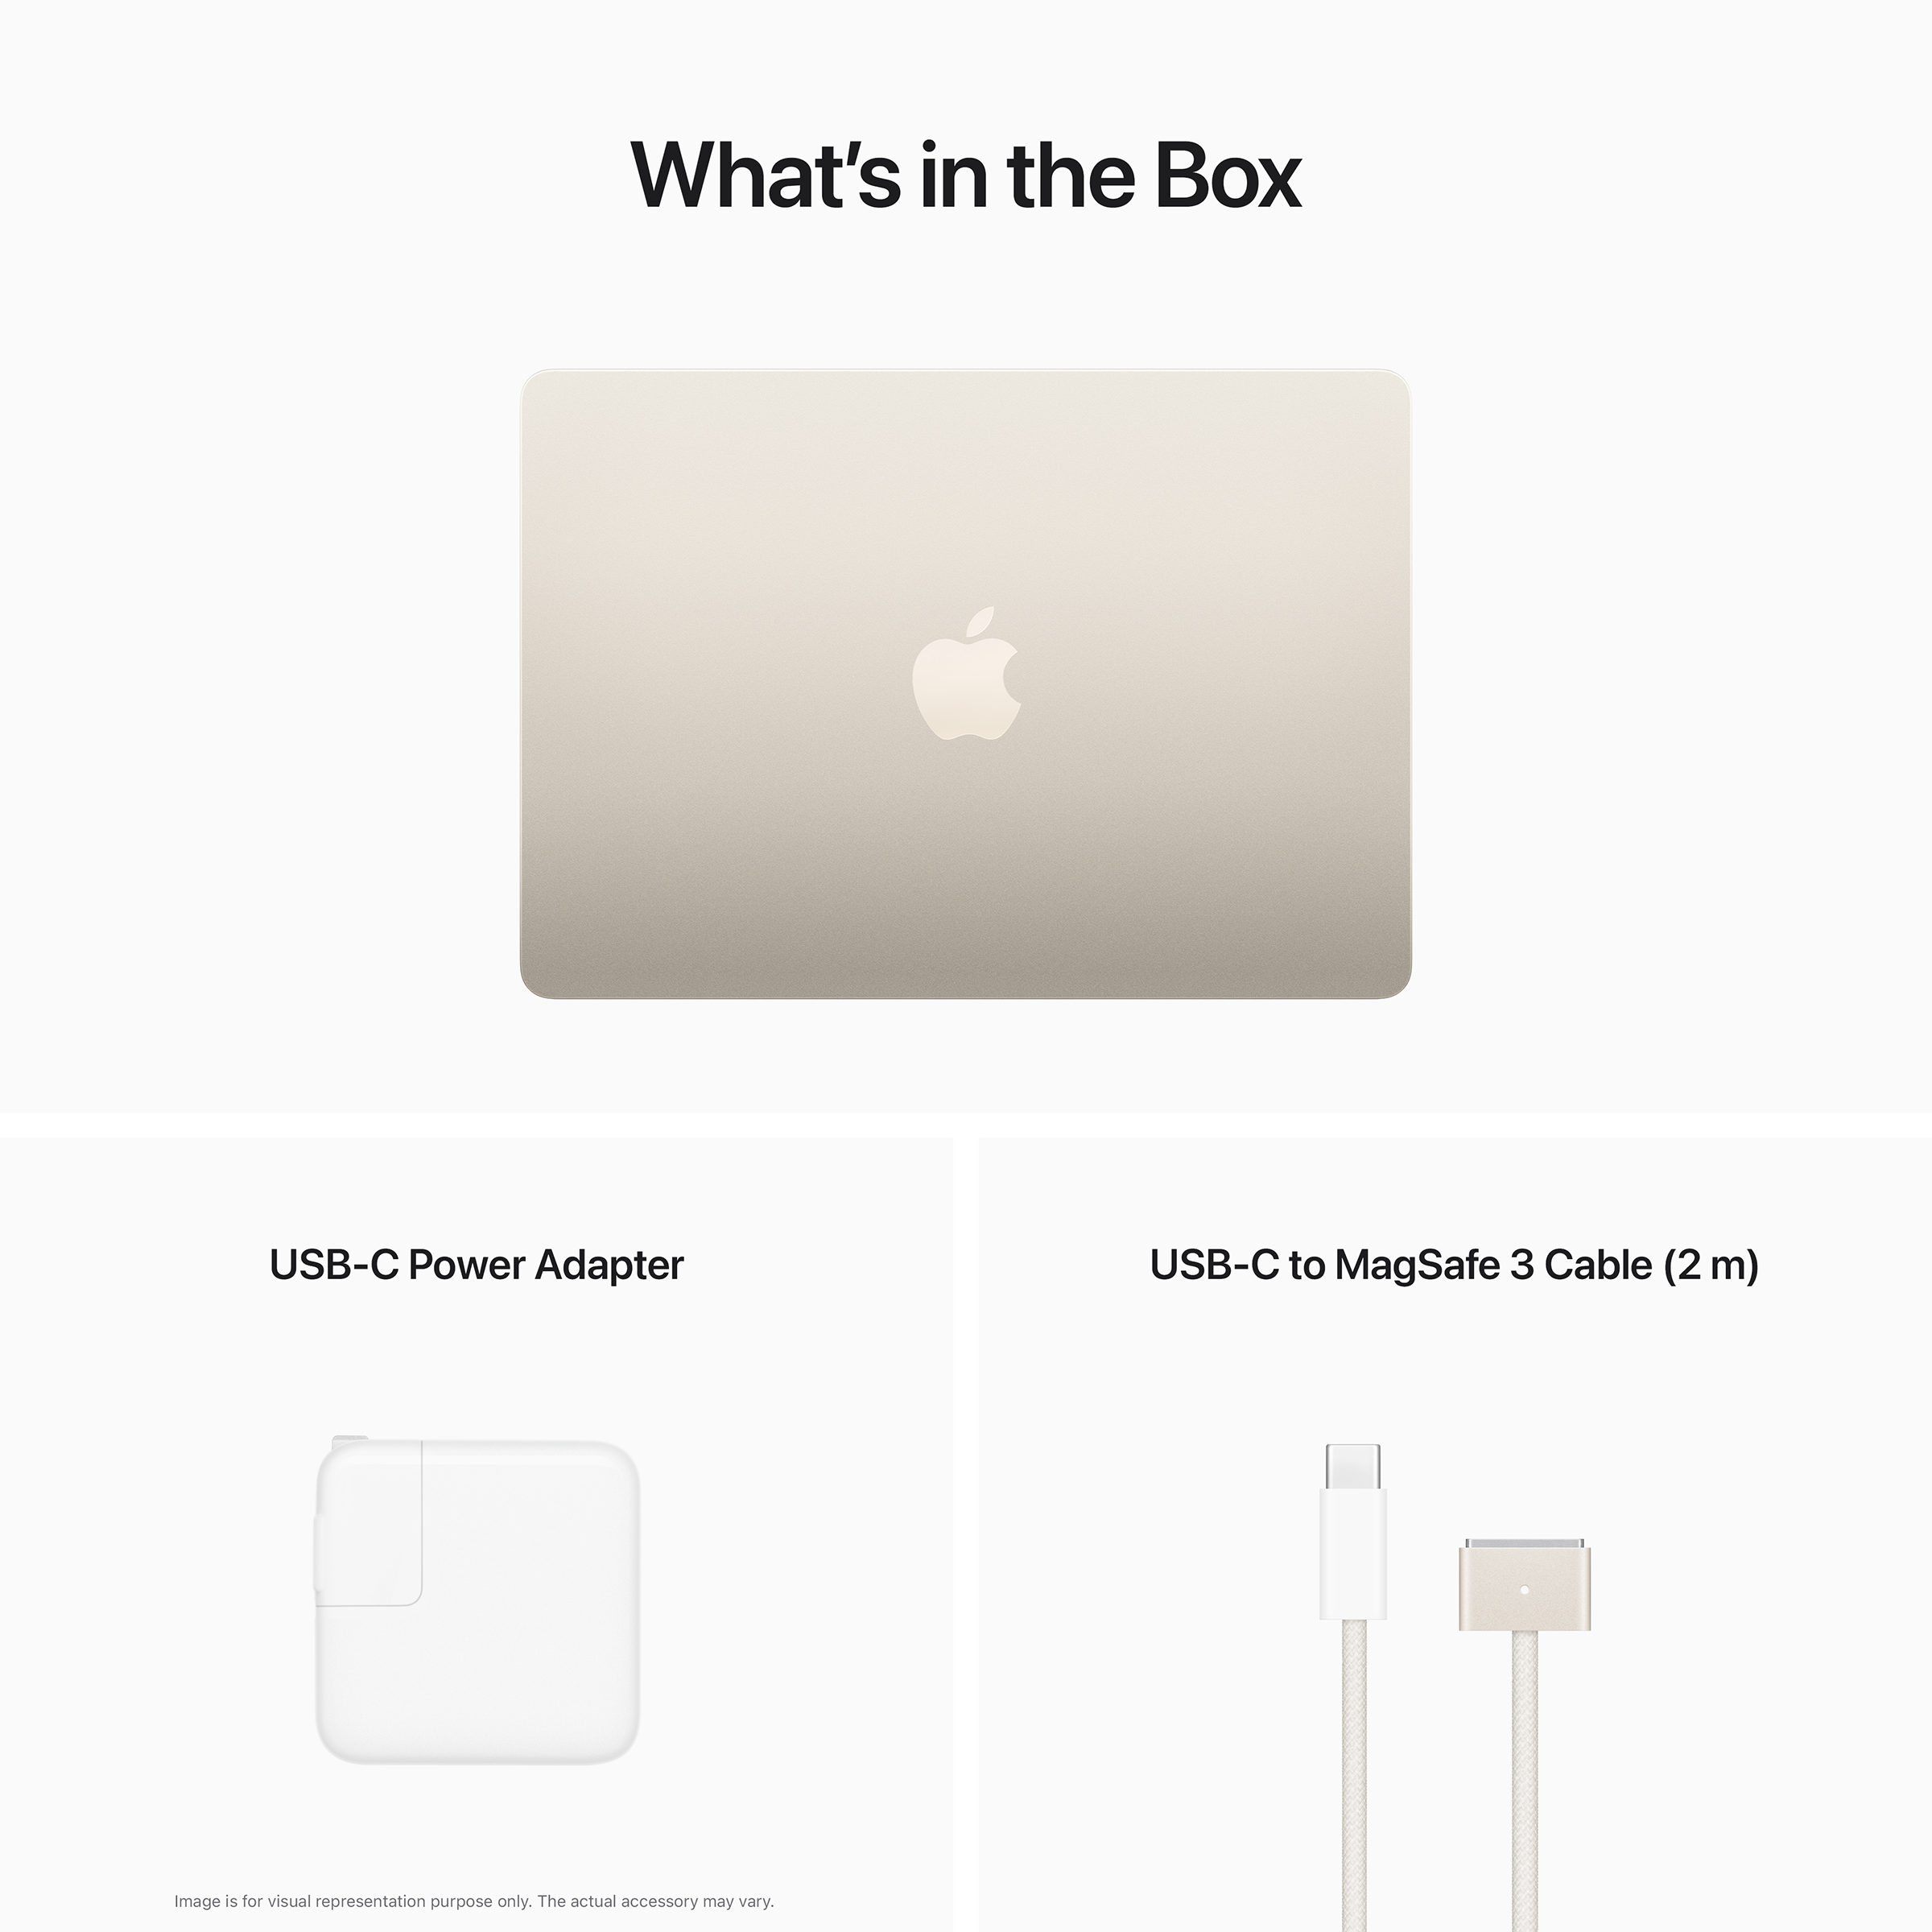 What’s in the Box
USB-C Power Adapter
USB-C to MagSafe 3 Cable (2 m)
Image is for visual representation purpose only. The actual accessory may vary.